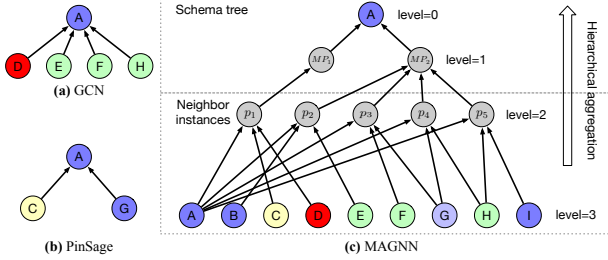 A
D
E
F
H
(a) GCN
A
C
G
(b) PinSage
Schema tree
A
level=0
MP1
MP2
level=1
Neighbor
instances
p1
p2
p3
p4
p5
level=2
A
B
C
D
E
F
G
H
I
level=3
(c) MAGNN
Hierarchical aggregation